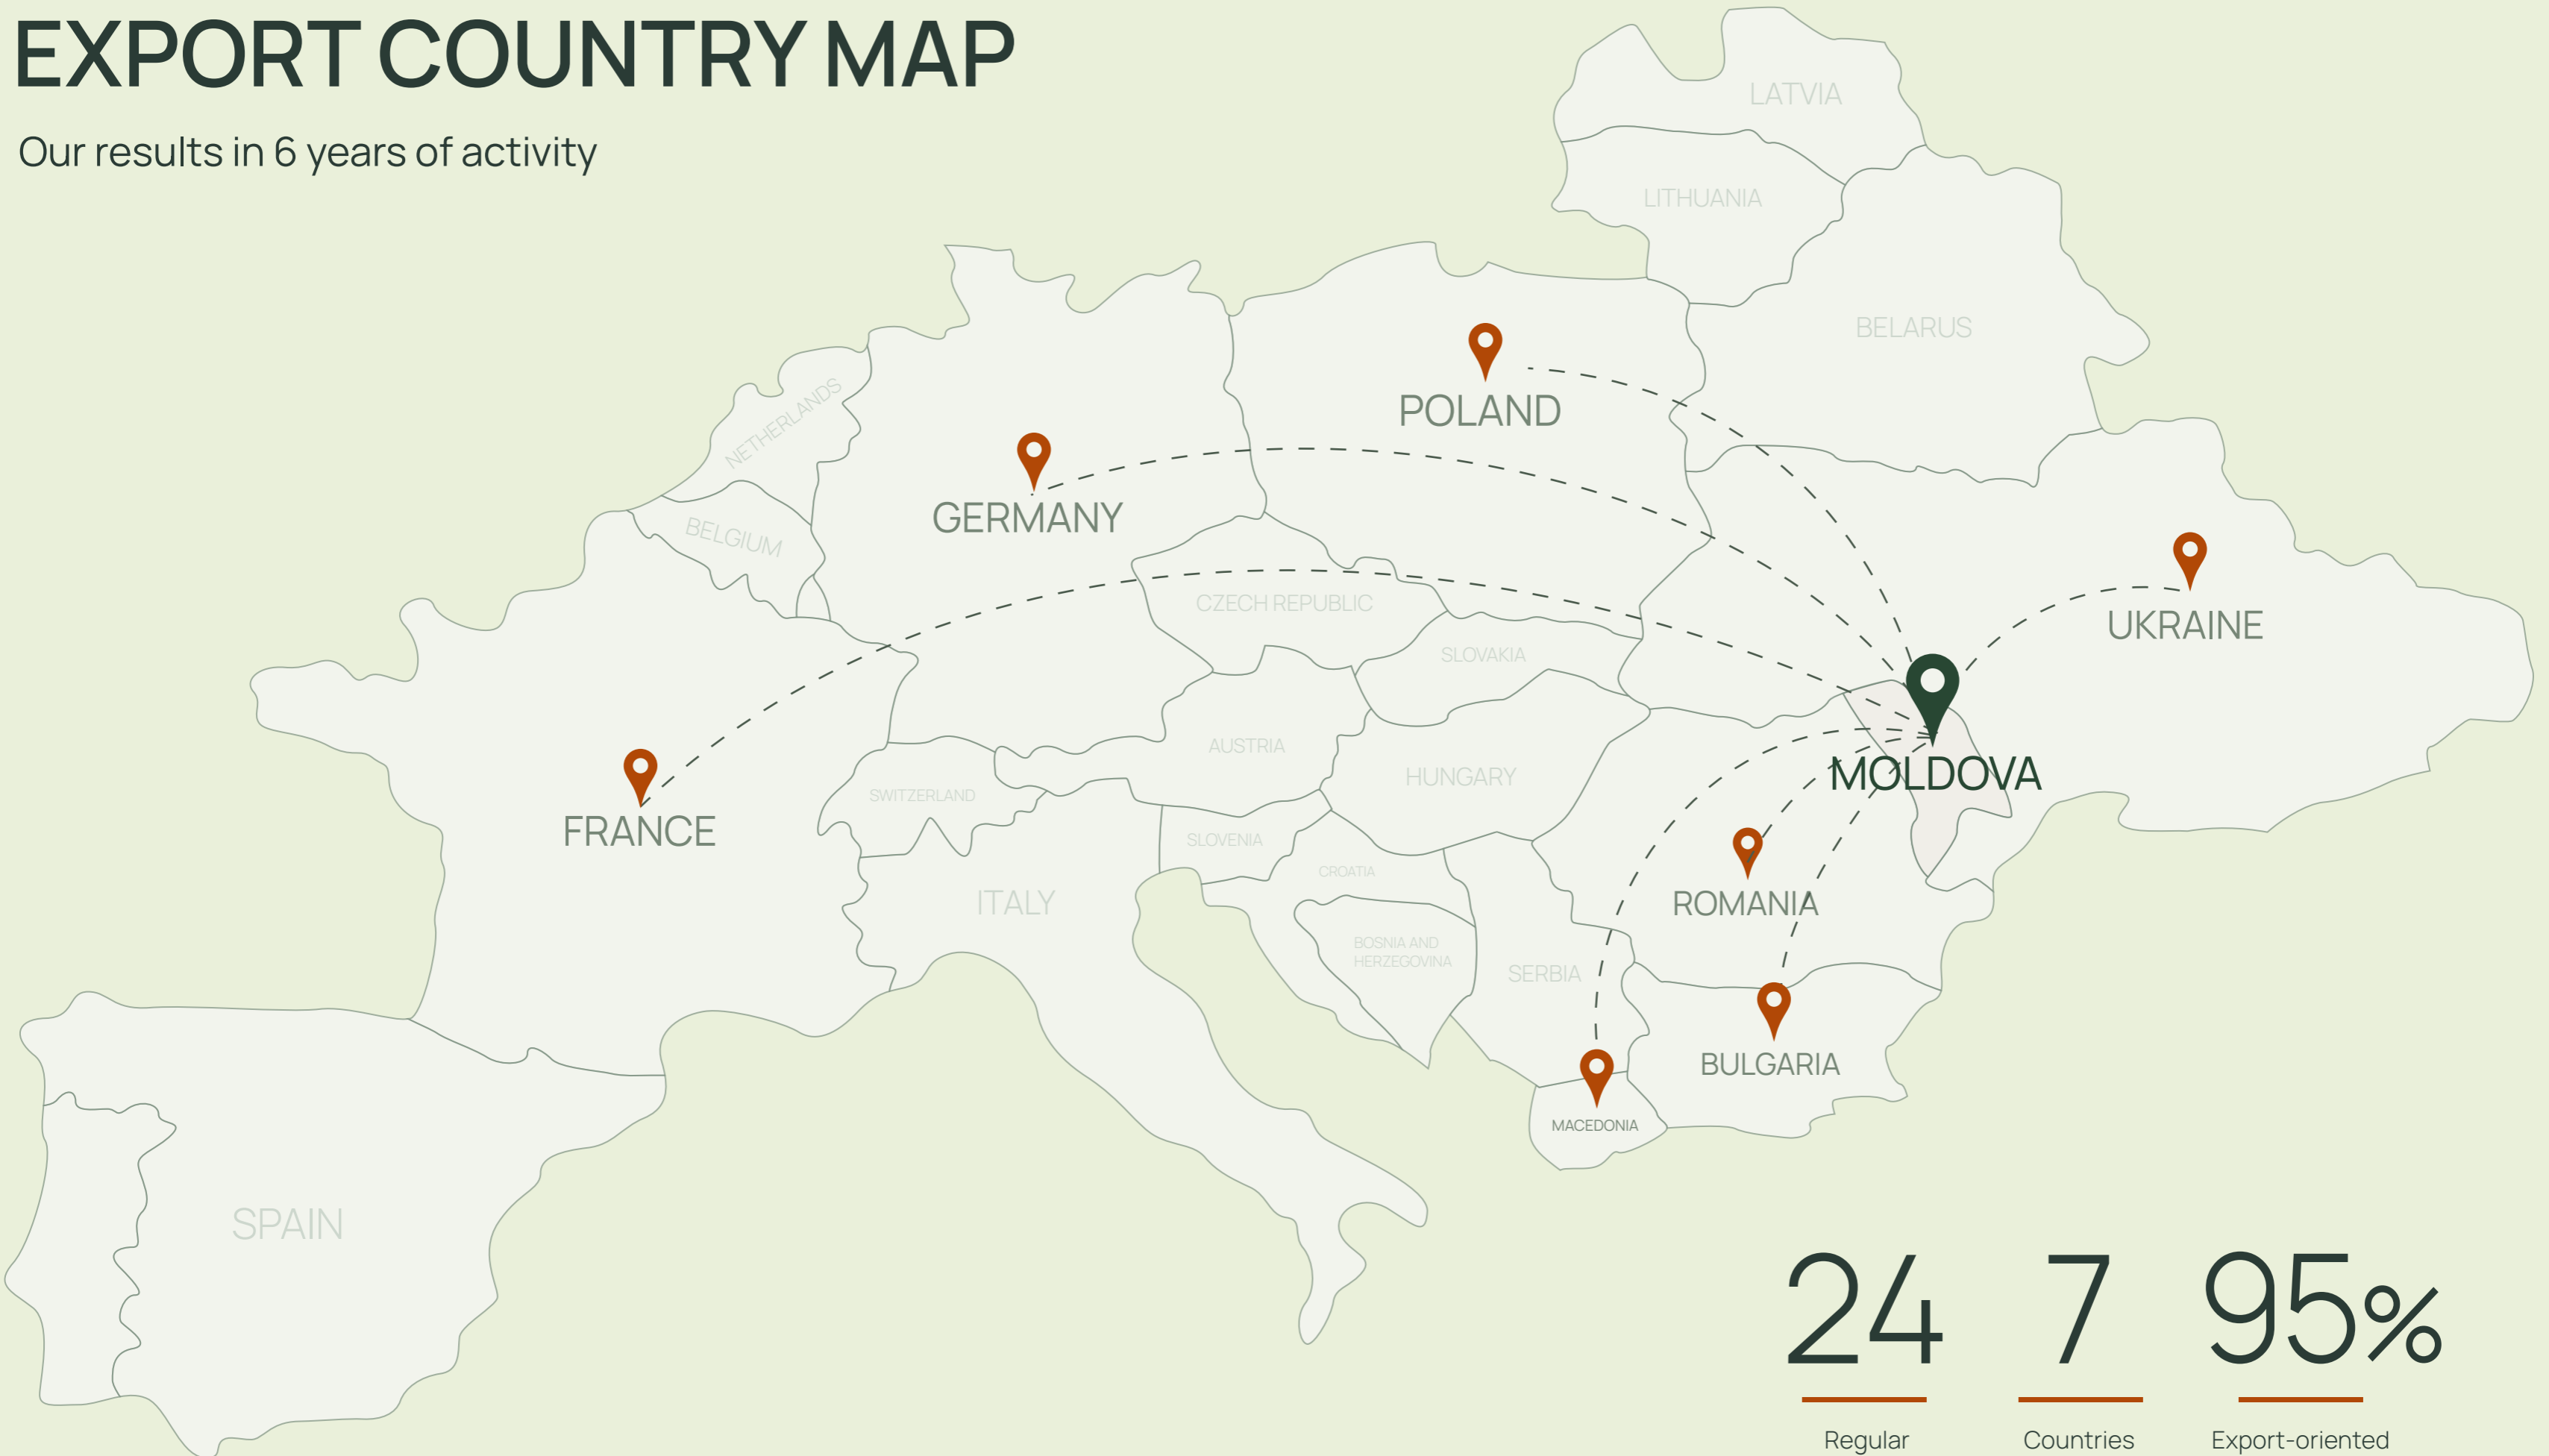 EXPORT COUNTRY MAP
Our results in 6 years of activity
LATVIA
LITHUANIA
BELARUS
NETHERLANDS
POLAND
GERMANY
BELGIUM
CZECH REPUBLIC
UKRAINE
SLOVAKIA
AUSTRIA
HUNGARY
MOLDOVA
SWITZERLAND
FRANCE
SLOVENIA
CROATIA
ITALY
ROMANIA
BOSNIA AND
HERZEGOVINA
SERBIA
BULGARIA
MACEDONIA
SPAIN
24
7
95%
Regular
Countries
Export-oriented